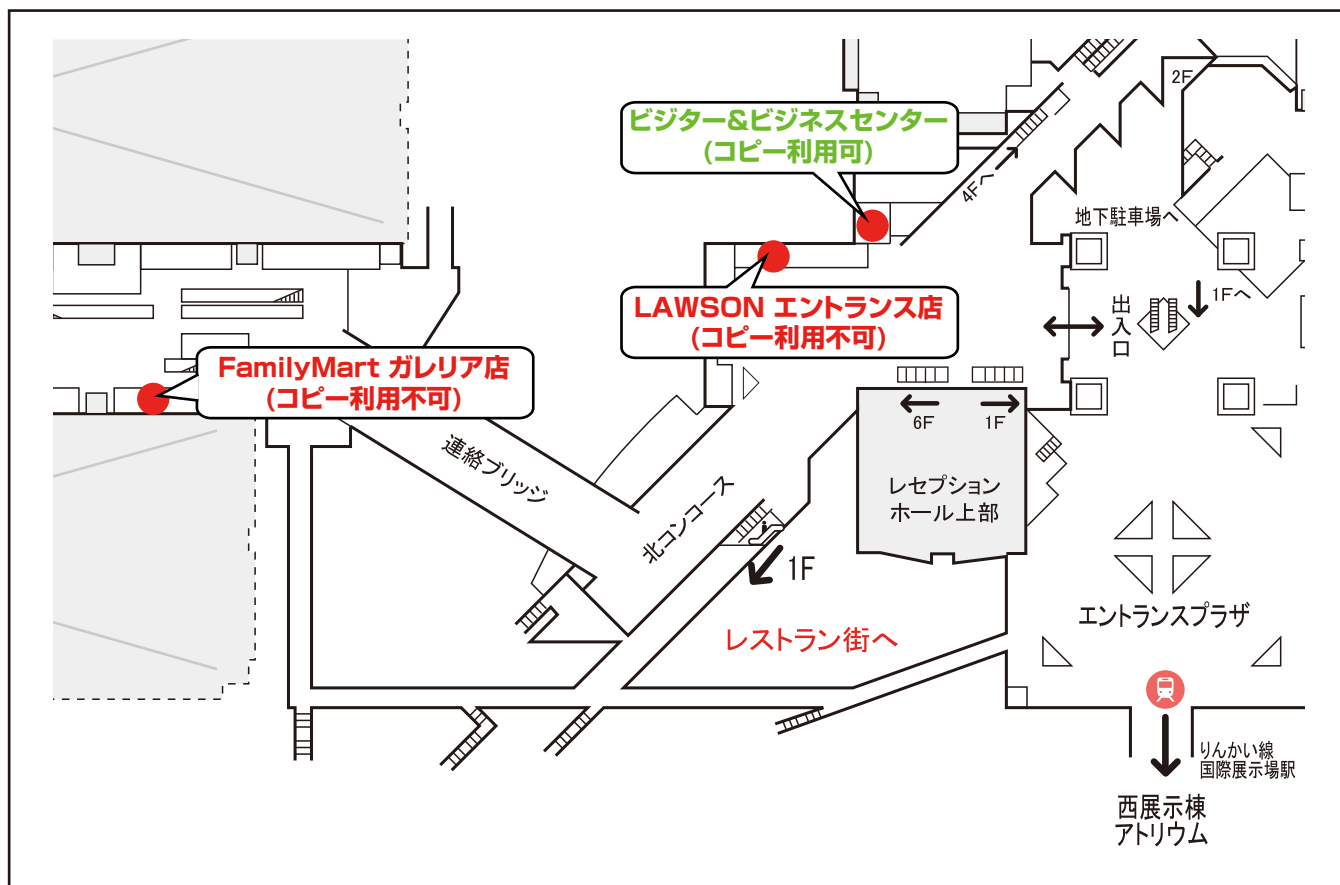 2F
ビジター&ビジネスセンター
(コピー利用可)
4Fへ
地下駐車場へ
1Fへ
出入口
LAWSON エントランス店
(コピー利用不可)
FamilyMart ガレリア店
(コピー利用不可)
6F
1F
連絡ブリッジ
北コンコース
レセプション
ホール上部
1F
エントランスプラザ
レストラン街へ
りんかい線
国際展示場駅
西展示棟
アトリウム